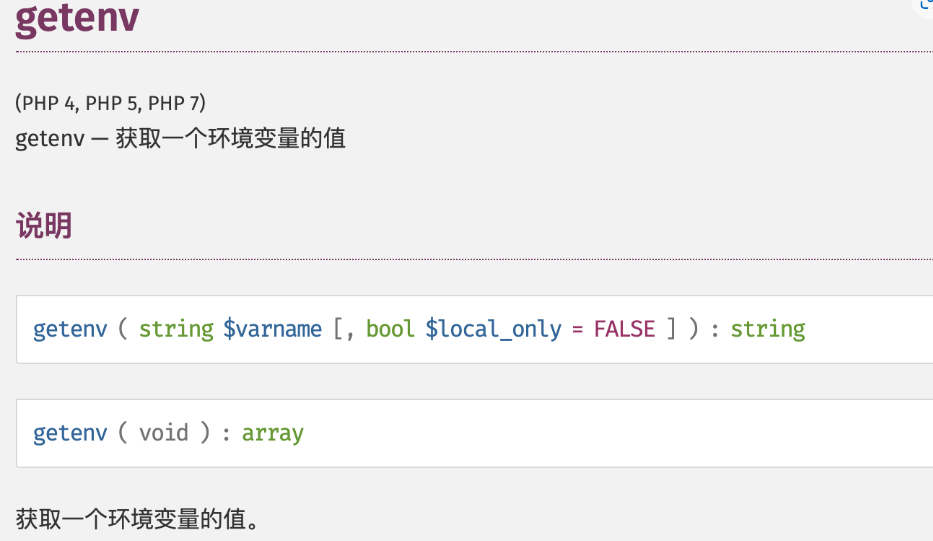 getenv
(PHP 4, PHP 5, PHP 7)
getenv — 获取一个环境变量的值
说明
getenv ( string $varname [, bool $local_only = FALSE ] ) : string
getenv ( void ) : array
获取一个环境变量的值。